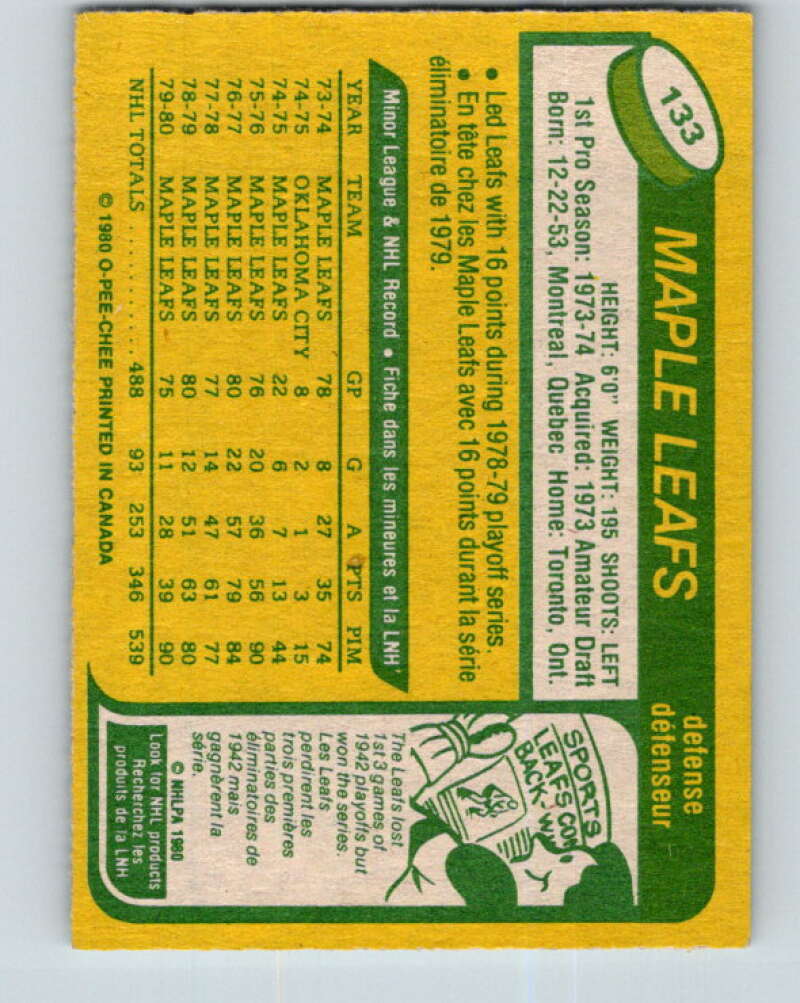 133
MAPLE LEAFS
defense
défenseur
HEIGHT: 6'0" WEIGHT: 195 SHOOTS: LEFT
1st Pro Season: 1973-74 Acquired: 1973 Amateur Draft
Born: 12-22-53, Montreal, Quebec Home: Toronto, Ont.
• Led Leafs with 16 points during 1978-79 playoff series.
• En tête chez les Maple Leafs avec 16 points durant la série
éliminatoire de 1979.
Minor League & NHL Record • Fiche dans les mineures et la LNH
YEAR TEAM GP G A PTS PIM
73-74 MAPLE LEAFS 78 8 27 35 74
74-75 OKLAHOMA CITY 8 2 1 3 15
74-75 MAPLE LEAFS 22 6 7 13 44
75-76 MAPLE LEAFS 76 20 36 56 90
76-77 MAPLE LEAFS 80 22 57 79 84
77-78 MAPLE LEAFS 77 14 47 61 77
78-79 MAPLE LEAFS 80 12 51 63 80
79-80 MAPLE LEAFS 75 11 28 39 90
NHL TOTALS ........... 488 93 253 346 539
© 1980 O-PEE-CHEE PRINTED IN CANADA
SPORTS
LEAFS COM
BACK-W
The Leafs lost
1st 3 games of
1942 playoffs but
won the series.
Les Leafs
perdirent les
trois premières
parties des
éliminatoires de
1942 mais
gagnèrent la
série.
© NHLPA 1980
Look for NHL products
Recherchez les
produits de la LNH